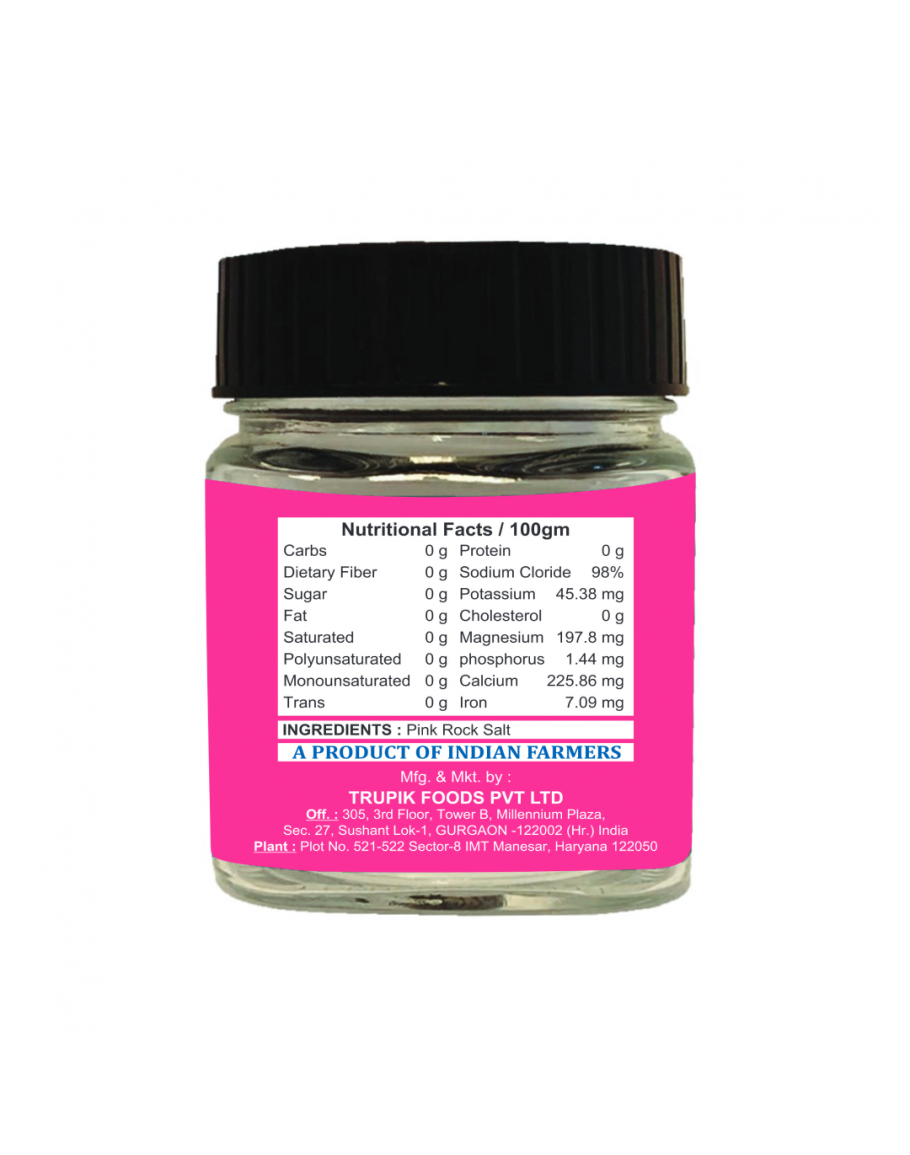 Nutritional Facts / 100gm
Carbs 0 g Protein 0 g
Dietary Fiber 0 g Sodium Cloride 98%
Sugar 0 g Potassium 45.38 mg
Fat 0 g Cholesterol 0 g
Saturated 0 g Magnesium 197.8 mg
Polyunsaturated 0 g phosphorus 1.44 mg
Monounsaturated 0 g Calcium 225.86 mg
Trans 0 g Iron 7.09 mg
INGREDIENTS : Pink Rock Salt
A PRODUCT OF INDIAN FARMERS
Mfg. & Mkt. by :
TRUPIK FOODS PVT LTD
Off. : 305, 3rd Floor, Tower B, Millennium Plaza,
Sec. 27, Sushant Lok-1, GURGAON -122002 (Hr.) India
Plant : Plot No. 521-522 Sector-8 IMT Manesar, Haryana 122050